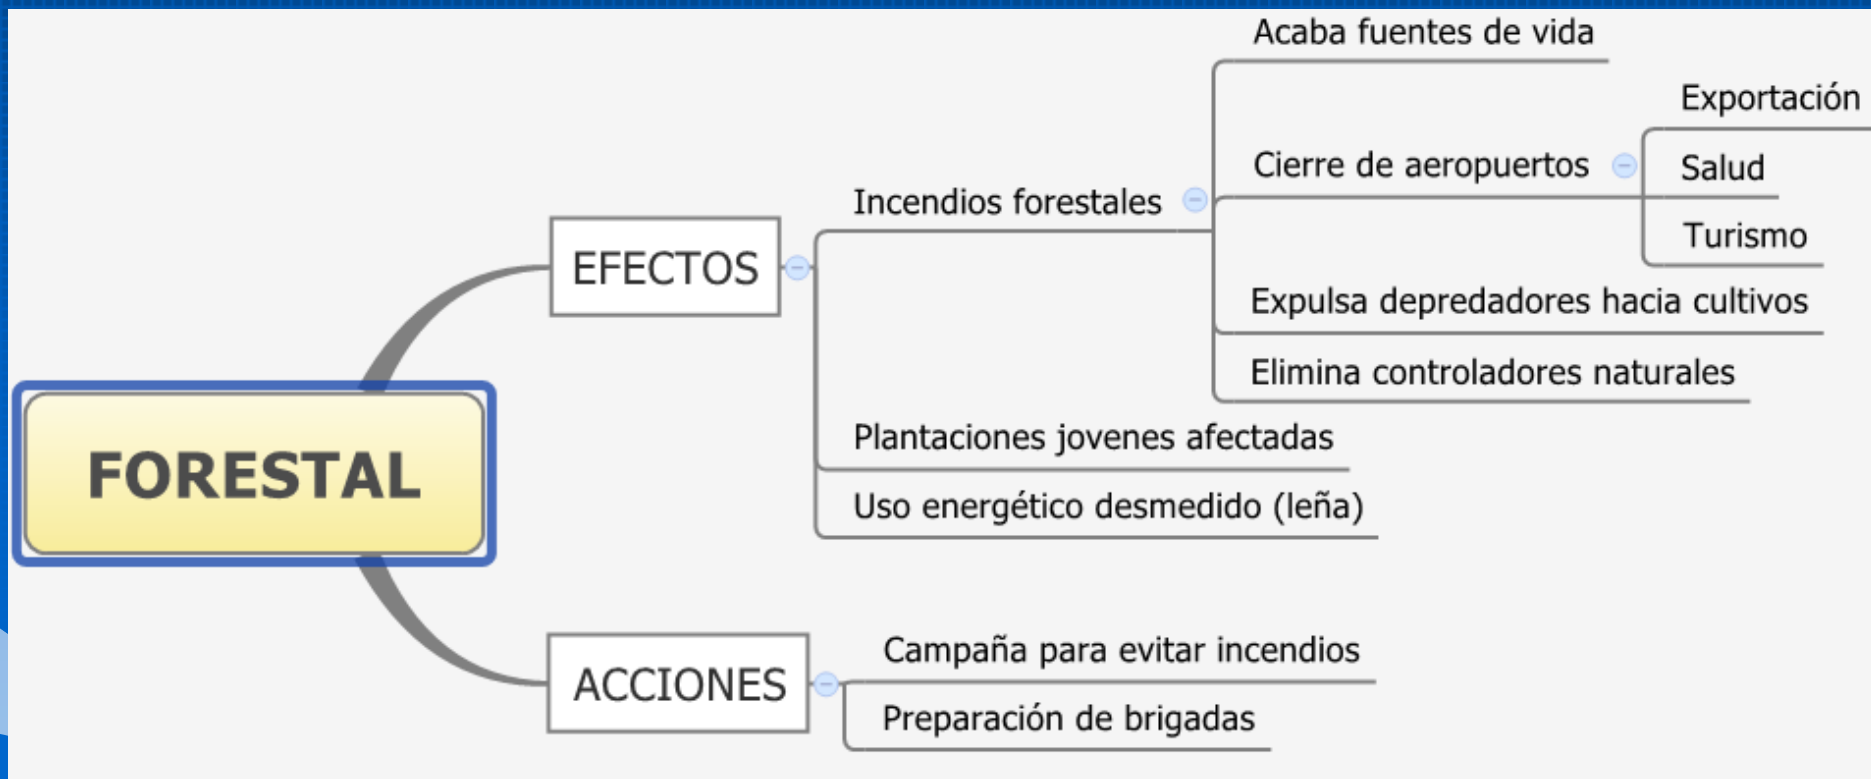 Acaba fuentes de vida
Exportación
Cierre de aeropuertos
Salud
Incendios forestales
Turismo
EFECTOS
Expulsa depredadores hacia cultivos
Elimina controladores naturales
Plantaciones jovenes afectadas
FORESTAL
Uso energético desmedido (leña)
Campaña para evitar incendios
ACCIONES
Preparación de brigadas